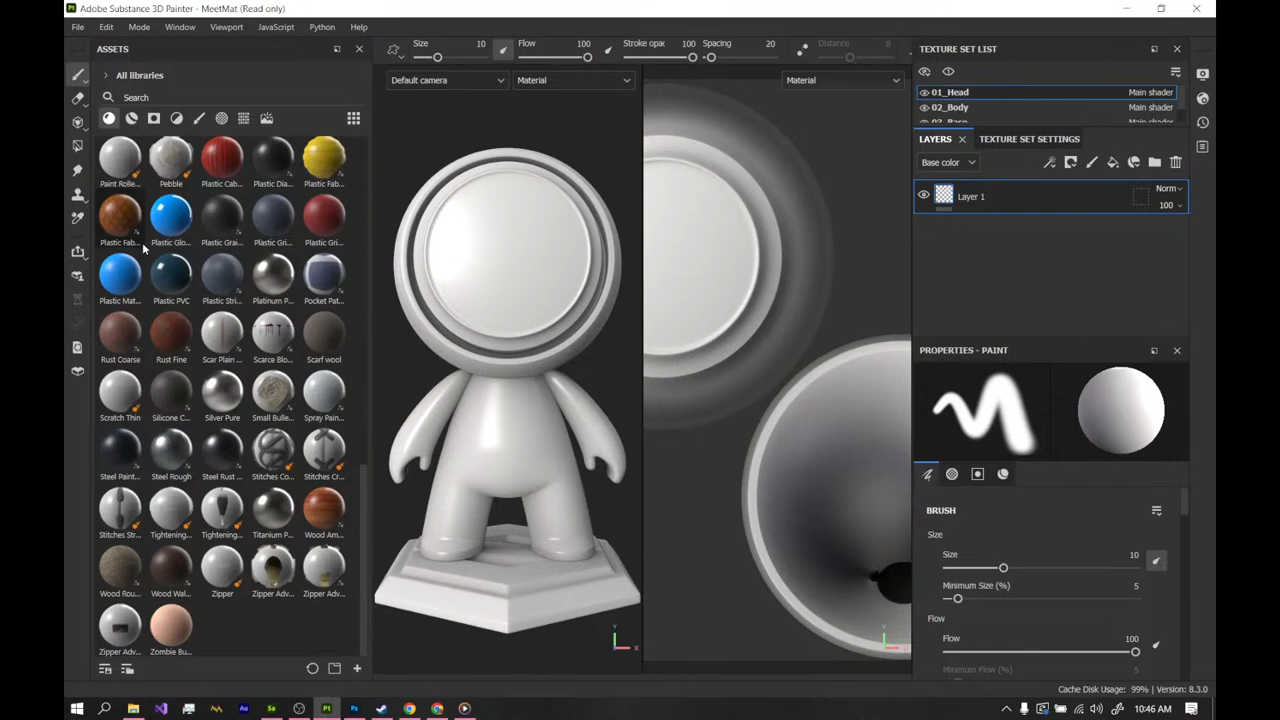 Adobe Substance 3D Painter - MeetMat (Read only)
File Edit Mode Window Viewport JavaScript Python Help
ASSETS
Size 10 Flow 100 Stroke opac 100 Spacing 20 Distance 8
All libraries
Search
Default camera Material Material
Paint Rolle... Pebble Plastic Cab... Plastic Dia... Plastic Fab...
Plastic Fab... Plastic Glo... Plastic Grai... Plastic Gri... Plastic Gri...
Plastic Mat... Plastic PVC Plastic Stri... Platinum P... Pocket Pat...
Rust Coarse Rust Fine Scar Plain ... Scarce Blo... Scarf wool
Scratch Thin Silicone C... Silver Pure Small Bulle... Spray Pain...
Steel Paint... Steel Rough Steel Rust ... Stitches Co... Stitches Cr...
Stitches Str... Tightening... Tightening... Titanium P... Wood Am...
Wood Rou... Wood Wal... Zipper Zipper Adv... Zipper Adv...
Zipper Adv... Zombie Bu...
Y X
TEXTURE SET LIST
01_Head Main shader
02_Body Main shader
03_Base Main shader
LAYERS TEXTURE SET SETTINGS
Base color
Layer 1 Norm 100
PROPERTIES - PAINT
BRUSH
Size
Size 10
Minimum Size (%) 5
Flow
Flow 100
Minimum Flow (%)
Cache Disk Usage: 99% | Version: 8.3.0
10:46 AM